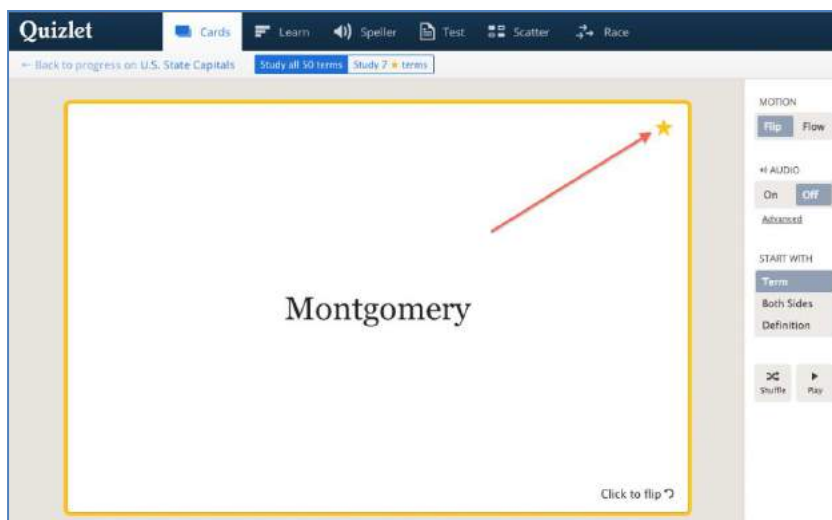 Quizlet
Cards
Learn
Speller
Test
Scatter
Race
← Back to progress on U.S. State Capitals
Study all 50 terms
Study 7 ★ terms
Montgomery
Click to flip
MOTION
Flip
Flow
AUDIO
On
Off
Advanced
START WITH
Term
Both Sides
Definition
Shuffle
Play